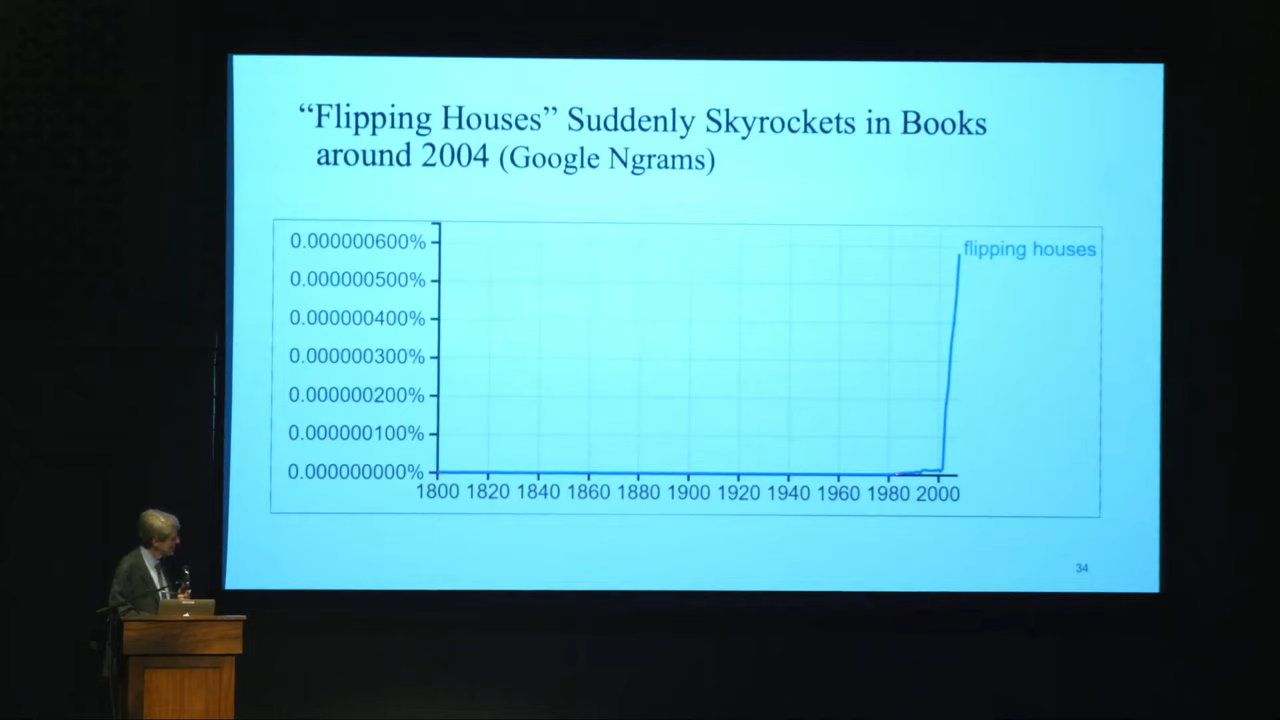 “Flipping Houses” Suddenly Skyrockets in Books
around 2004 (Google Ngrams)
0.000000600%
flipping houses
0.000000500%
0.000000400%
0.000000300%
0.000000200%
0.000000100%
0.000000000%
1800 1820 1840 1860 1880 1900 1920 1940 1960 1980 2000
34